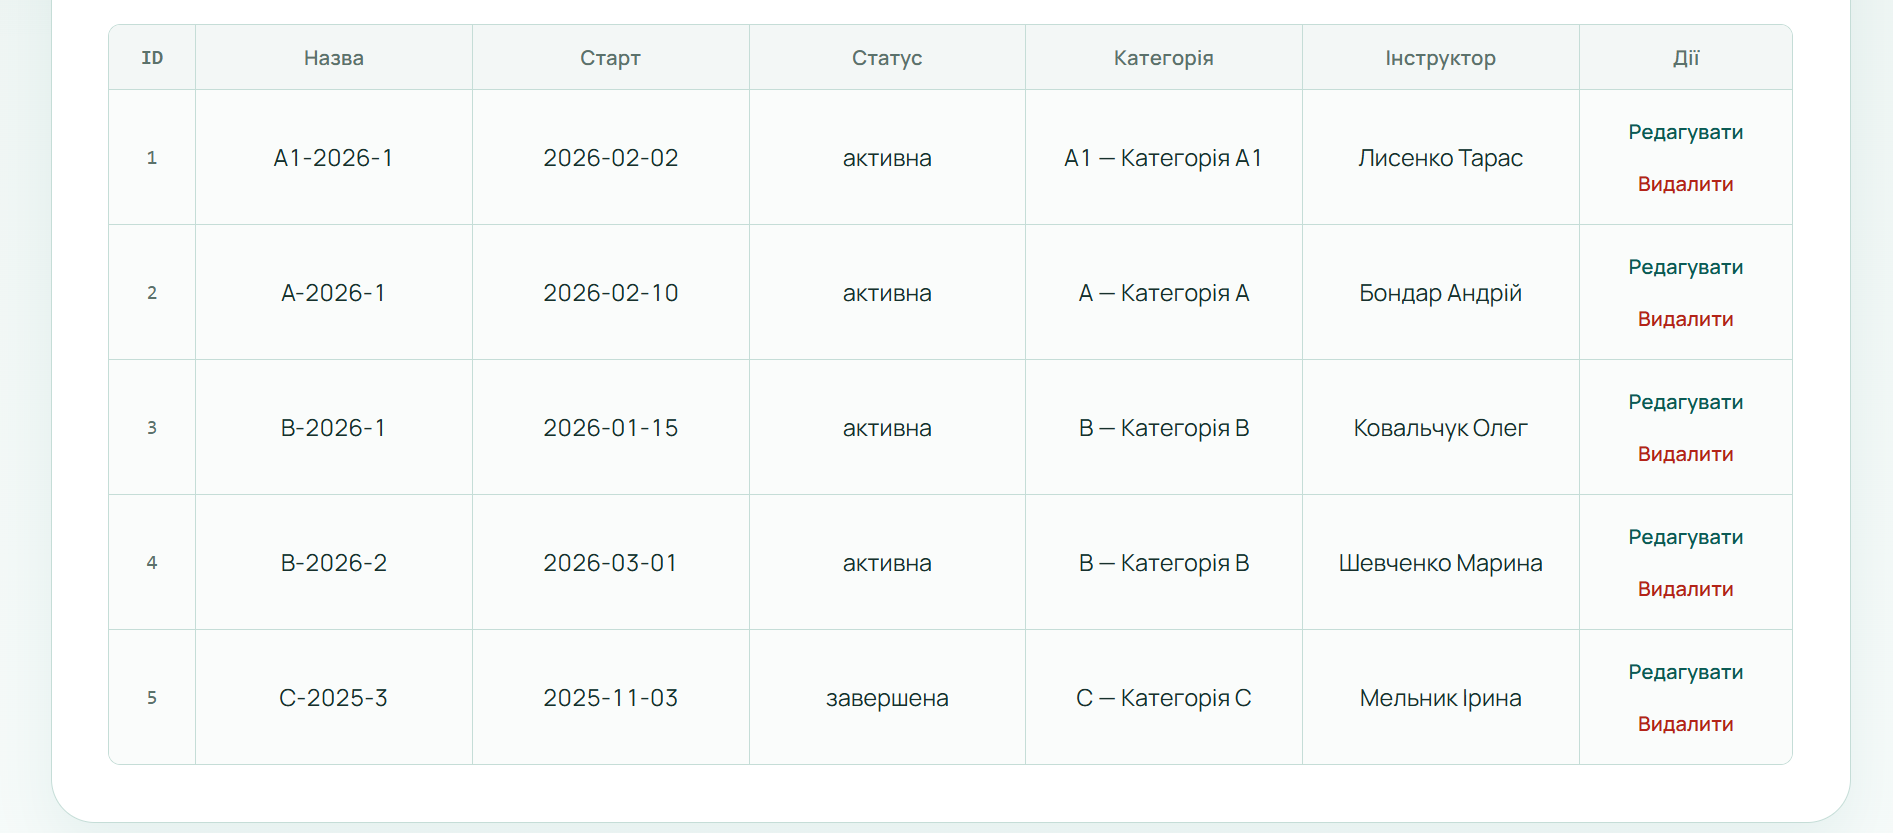 ID Назва Старт Статус Категорія Інструктор Дії
1 A1-2026-1 2026-02-02 активна A1 — Категорія A1 Лисенко Тарас Редагувати
Видалити
2 A-2026-1 2026-02-10 активна A — Категорія A Бондар Андрій Редагувати
Видалити
3 B-2026-1 2026-01-15 активна B — Категорія B Ковальчук Олег Редагувати
Видалити
4 B-2026-2 2026-03-01 активна B — Категорія B Шевченко Марина Редагувати
Видалити
5 C-2025-3 2025-11-03 завершена C — Категорія C Мельник Ірина Редагувати
Видалити